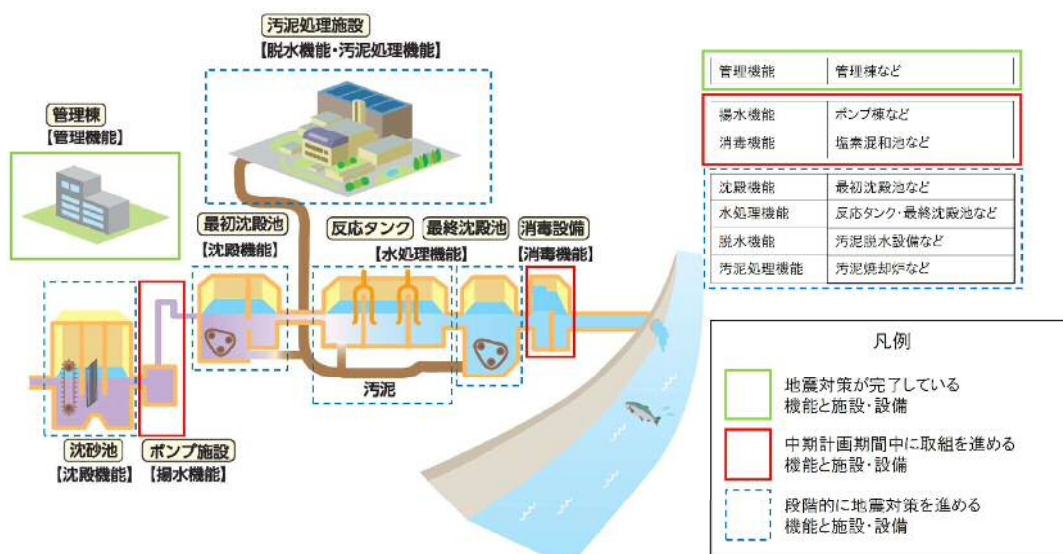 汚泥処理施設
【脱水機能・汚泥処理機能】
管理棟
【管理機能】
最初沈殿池
【沈殿機能】
反応タンク 最終沈殿池
【水処理機能】
消毒設備
【消毒機能】
汚泥
沈砂池
【沈殿機能】
ポンプ施設
【揚水機能】
管理機能 管理棟など
揚水機能 ポンプ棟など
消毒機能 塩素混和池など
沈殿機能 最初沈殿池など
水処理機能 反応タンク・最終沈殿池など
脱水機能 汚泥脱水設備など
汚泥処理機能 汚泥焼却炉など
凡例
地震対策が完了している
機能と施設・設備
中期計画期間中に取組を進める
機能と施設・設備
段階的に地震対策を進める
機能と施設・設備